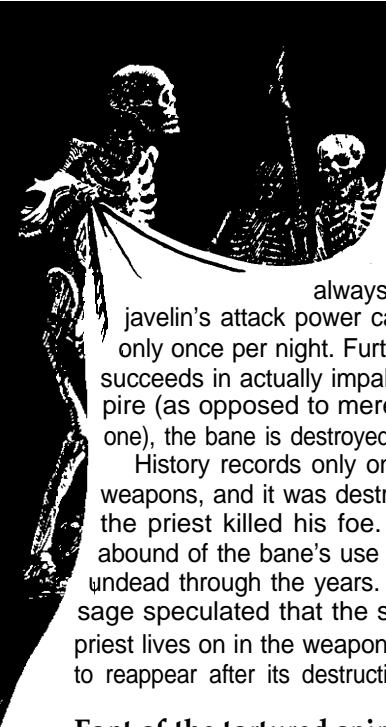 always
javelin's attack power ca
only once per night. Furt
succeeds in actually impal
pire (as opposed to mere
one), the bane is destroyed
History records only on
weapons, and it was destr
the priest killed his foe.
abound of the bane's use
undead through the years.
sage speculated that the s
priest lives on in the weapon
to reappear after its destructi